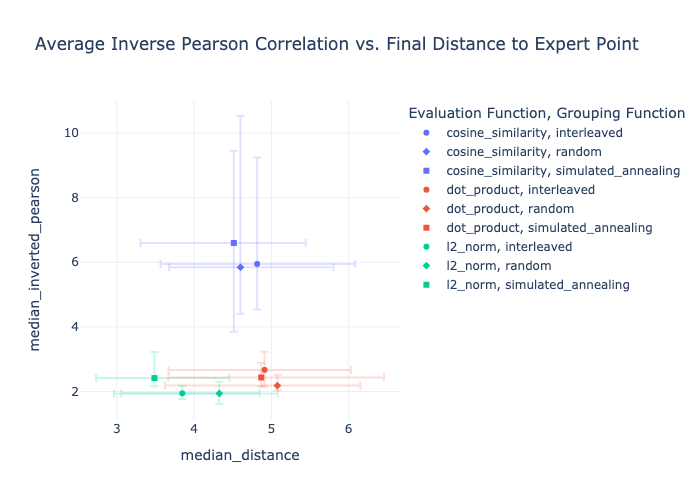 Average Inverse Pearson Correlation vs. Final Distance to Expert Point
Evaluation Function, Grouping Function
cosine_similarity, interleaved
cosine_similarity, random
cosine_similarity, simulated_annealing
dot_product, interleaved
dot_product, random
dot_product, simulated_annealing
l2_norm, interleaved
l2_norm, random
l2_norm, simulated_annealing
median_inverted_pearson
10
8
6
4
2
3 4 5 6
median_distance